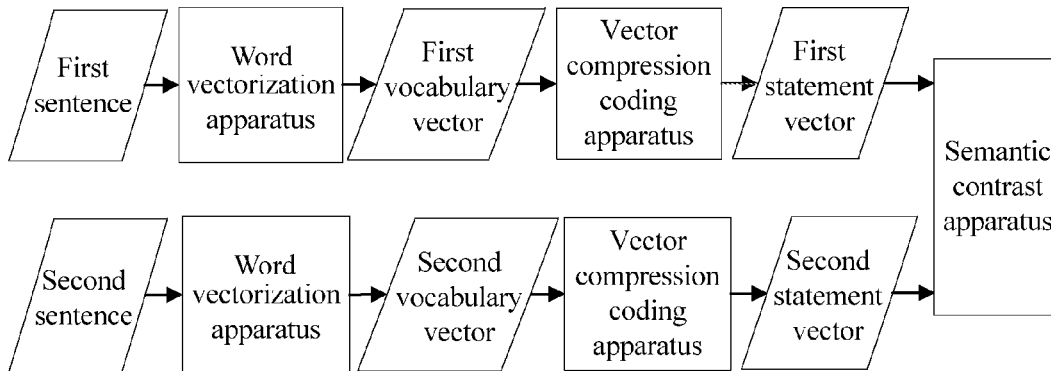 First
sentence
Word
vectorization
apparatus
First
vocabulary
vector
Vector
compression
coding
apparatus
First
statement
vector
Semantic
contrast
apparatus
Second
sentence
Word
vectorization
apparatus
Second
vocabulary
vector
Vector
compression
coding
apparatus
Second
statement
vector